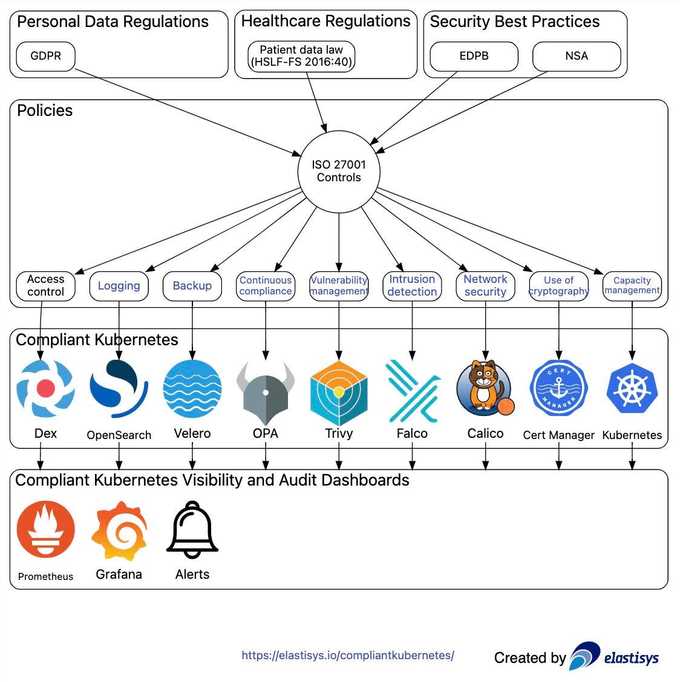 Personal Data Regulations
Healthcare Regulations
Security Best Practices
GDPR
Patient data law
(HSLF-FS 2016:40)
EDPB
NSA
Policies
ISO 27001
Controls
Access
control
Logging
Backup
Continuous
compliance
Vulnerability
management
Intrusion
detection
Network
security
Use of
cryptography
Capacity
management
Compliant Kubernetes
CERT
MANAGER
Dex
OpenSearch
Velero
OPA
Trivy
Falco
Calico
Cert Manager
Kubernetes
Compliant Kubernetes Visibility and Audit Dashboards
Prometheus
Grafana
Alerts
https://elastisys.io/compliantkubernetes/
Created by elastisys